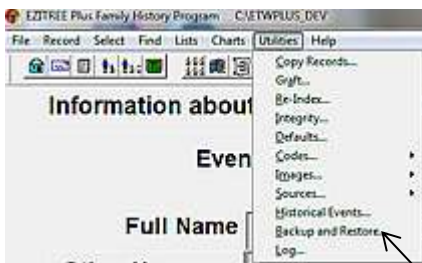 EZITREE Plus Family History Program C:\ETWPLUS_DEV
File Record Select Find Lists Charts Utilities Help
Copy Records...
Graft...
Re-Index...
Integrity...
Defaults...
Codes...
Images...
Sources...
Historical Events...
Backup and Restore...
Log...
Information about
Even
Full Name